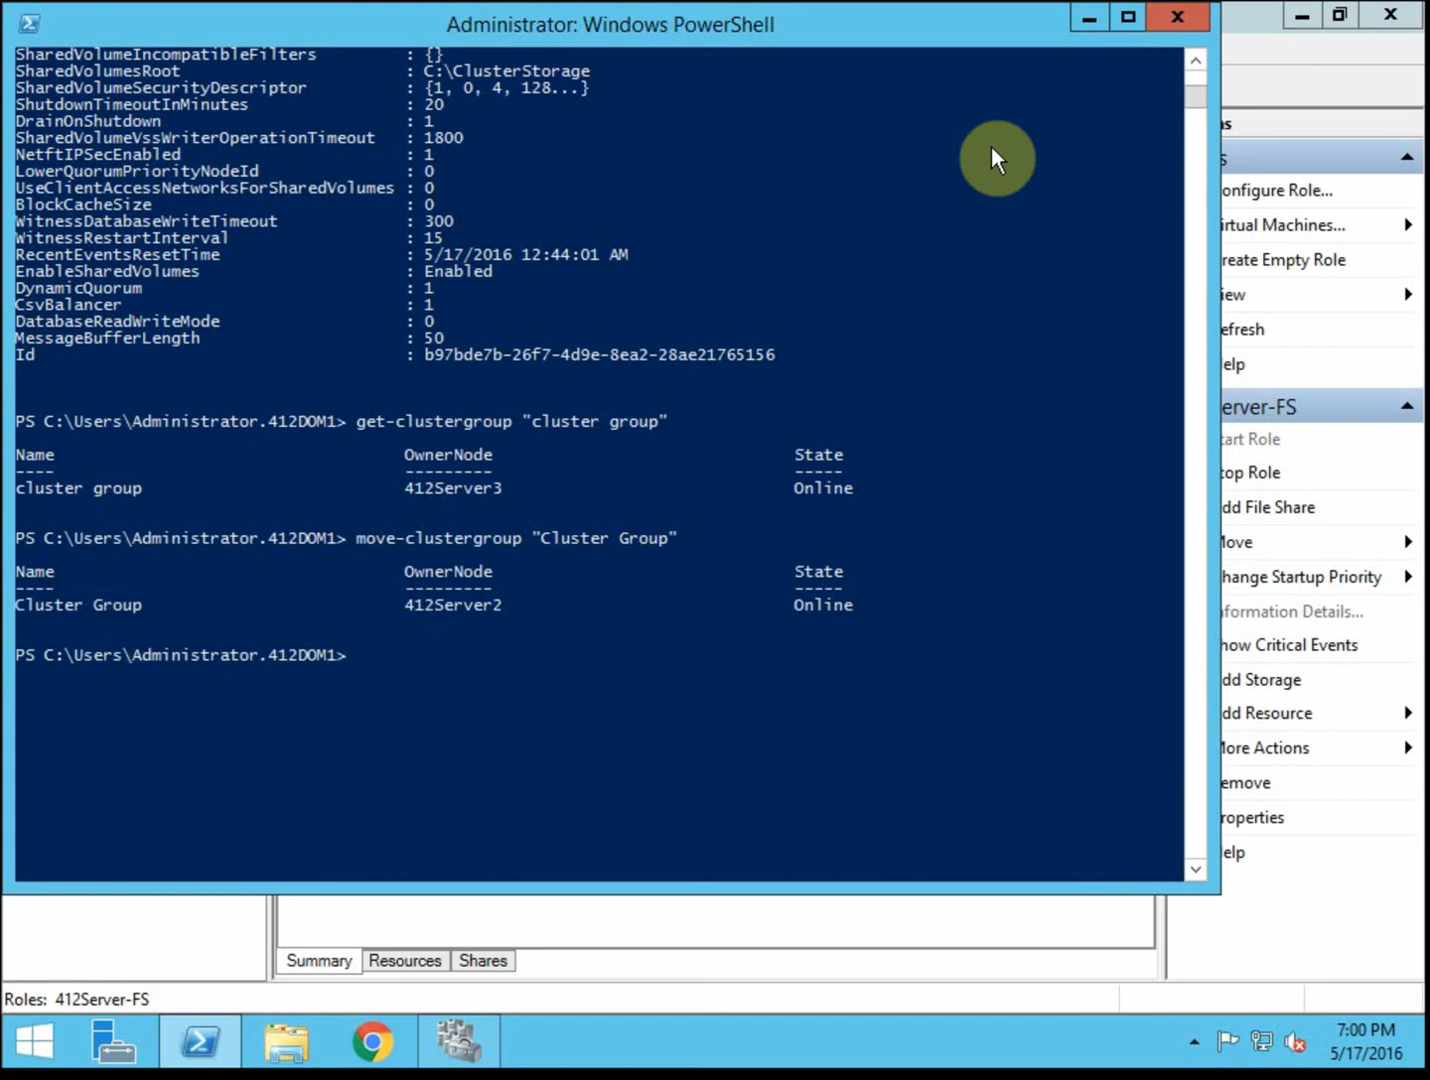 Administrator: Windows PowerShell
SharedVolumeIncompatibleFilters : {}
SharedVolumesRoot : C:\ClusterStorage
SharedVolumeSecurityDescriptor : {1, 0, 4, 128...}
ShutdownTimeoutInMinutes : 20
DrainOnShutdown : 1
SharedVolumeVssWriterOperationTimeout : 1800
NetftIPSecEnabled : 1
LowerQuorumPriorityNodeId : 0
UseClientAccessNetworksForSharedVolumes : 0
BlockCacheSize : 0
WitnessDatabaseWriteTimeout : 300
WitnessRestartInterval : 15
RecentEventsResetTime : 5/17/2016 12:44:01 AM
EnableSharedVolumes : Enabled
DynamicQuorum : 1
CsvBalancer : 1
DatabaseReadWriteMode : 0
MessageBufferLength : 50
Id : b97bde7b-26f7-4d9e-8ea2-28ae21765156
PS C:\Users\Administrator.412DOM1> get-clustergroup "cluster group"
Name OwnerNode State
---- --------- -----
cluster group 412Server3 Online
PS C:\Users\Administrator.412DOM1> move-clustergroup "Cluster Group"
Name OwnerNode State
---- --------- -----
Cluster Group 412Server2 Online
PS C:\Users\Administrator.412DOM1>
ns
s
onfigure Role...
irtual Machines...
reate Empty Role
iew
efresh
elp
erver-FS
tart Role
top Role
dd File Share
Move
hange Startup Priority
nformation Details...
how Critical Events
dd Storage
dd Resource
More Actions
emove
roperties
elp
Summary Resources Shares
Roles: 412Server-FS
7:00 PM
5/17/2016